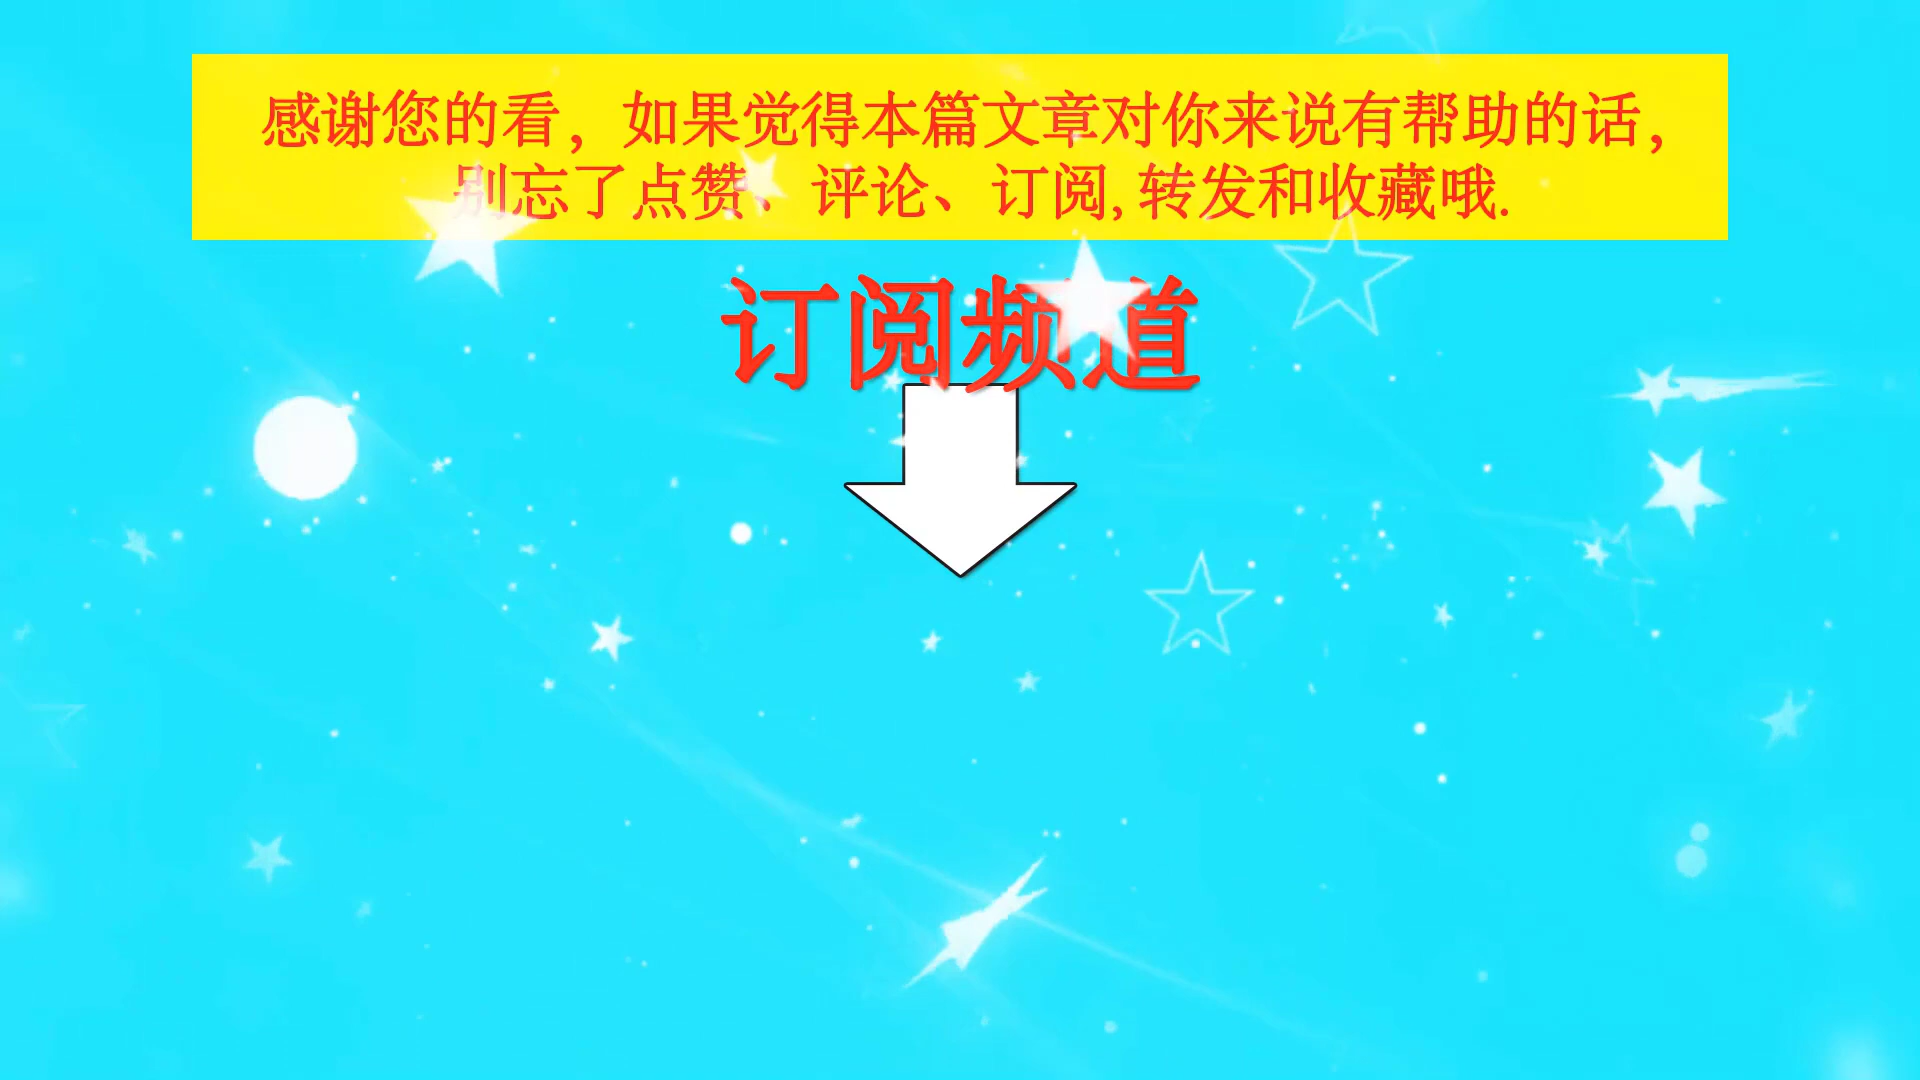 感谢您的看，如果觉得本篇文章对你来说有帮助的话，
别忘了点赞、评论、订阅,转发和收藏哦.
订阅频道